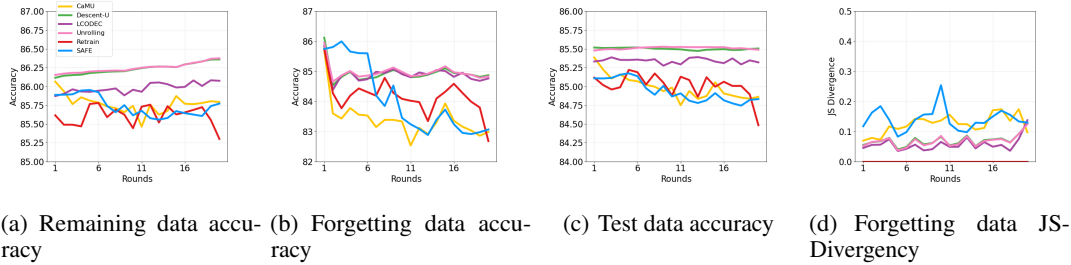 87.00
86.75
86.50
86.25
86.00
85.75
85.50
85.25
85.00
Accuracy
CaMU
Descent-U
LCODEC
Unrolling
Retrain
SAFE
1
6
11
16
Rounds
87
86
85
84
83
82
Accuracy
1
6
11
16
Rounds
86.00
85.75
85.50
85.25
85.00
84.75
84.50
84.25
84.00
Accuracy
1
6
11
16
Rounds
0.5
0.4
0.3
0.2
0.1
0.0
JS Divergence
1
6
11
16
Rounds
(a) Remaining data accu-
racy
(b) Forgetting data accu-
racy
(c) Test data accuracy
(d) Forgetting data JS-
Divergency